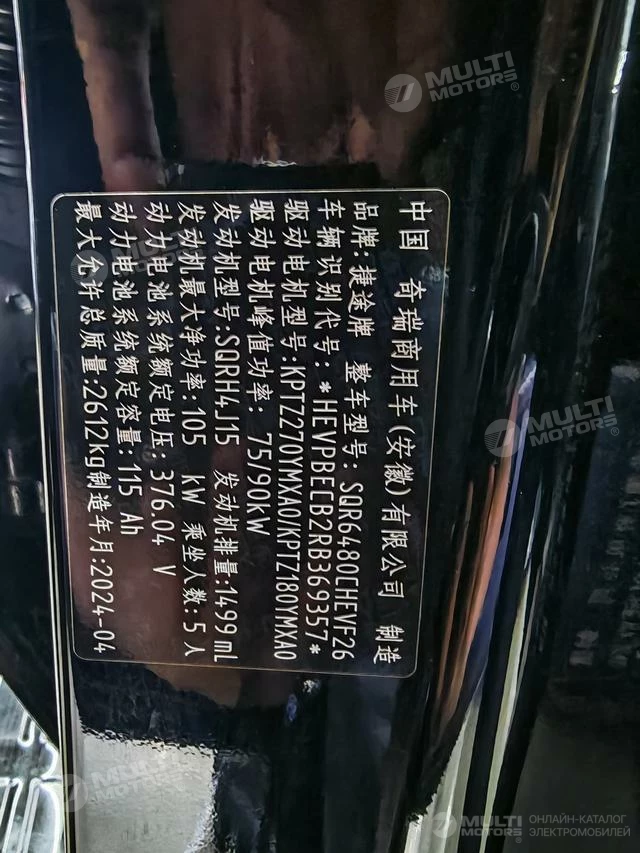 中国 奇瑞商用车(安徽)有限公司 制造
品牌:捷途牌 整车型号:SQR6480CHEVF26
车辆识别代号:*HEVPBECB2RB369357*
驱动电机型号:KPTZ270YMXA0/KPTZ180YMXA0
驱动电机峰值功率: 75/90kW
发动机型号:SQRH4J15 发动机排量:1499mL
发动机最大净功率:105 kW 乘坐人数:5人
动力电池系统额定电压:376.04 V
动力电池系统额定容量:115 Ah
最大允许总质量:2612kg制造年月:2024-04
MULTI
MOTORS®
MULTI
MOTORS®
MULTI
MOTORS®
MULTI
MOTORS®
MULTI
MOTORS®
MULTI
MOTORS®
ОНЛАЙН-КАТАЛОГ
ЭЛЕКТРОМОБИЛЕЙ